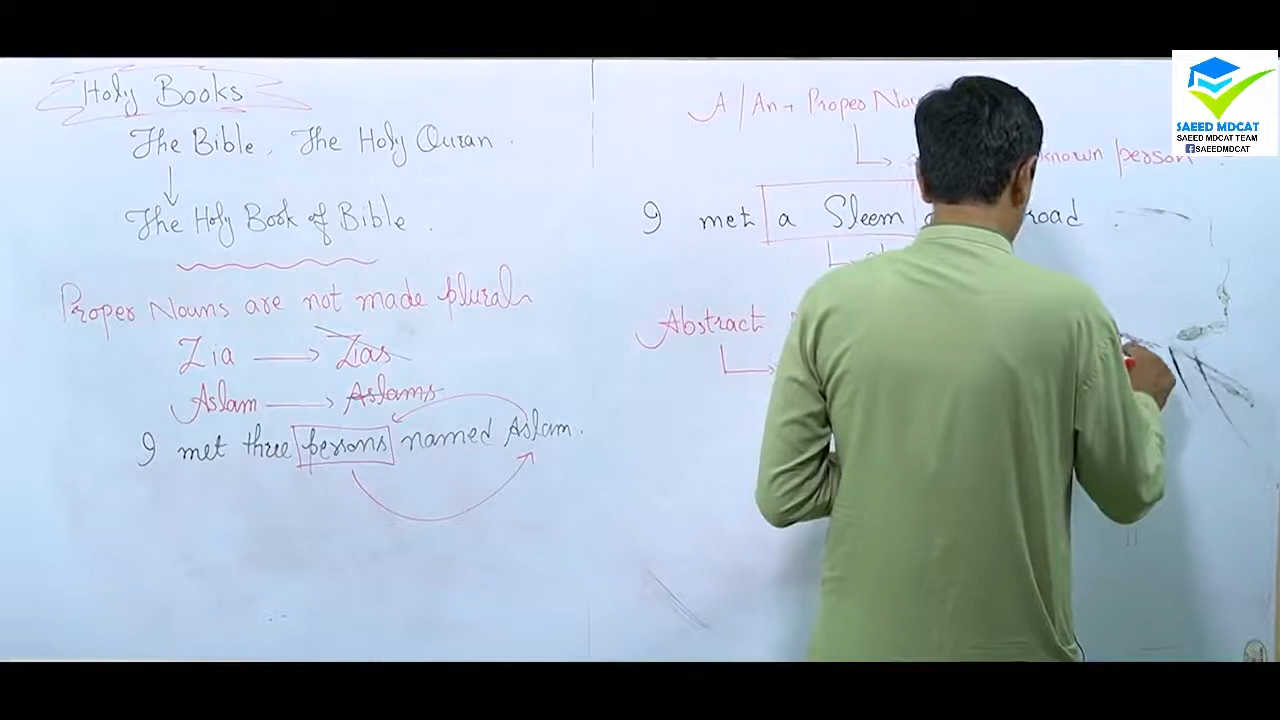 Holy Books
The Bible, The Holy Quran.
The Holy Book of Bible.
Proper Nouns are not made plural
Zia → Zias
Aslam → Aslams
I met three persons named Aslam.
A/An + Proper
person
I met a Sleem road
Abstract
SAEED MDCAT
SAEED MDCAT TEAM
SAEEDMDCAT